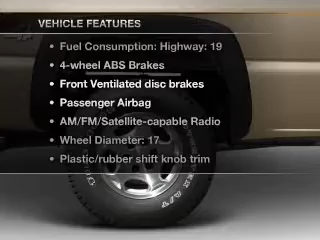 VEHICLE FEATURES
• Fuel Consumption: Highway: 19
• 4-wheel ABS Brakes
• Front Ventilated disc brakes
• Passenger Airbag
• AM/FM/Satellite-capable Radio
• Wheel Diameter: 17
• Plastic/rubber shift knob trim
A/T